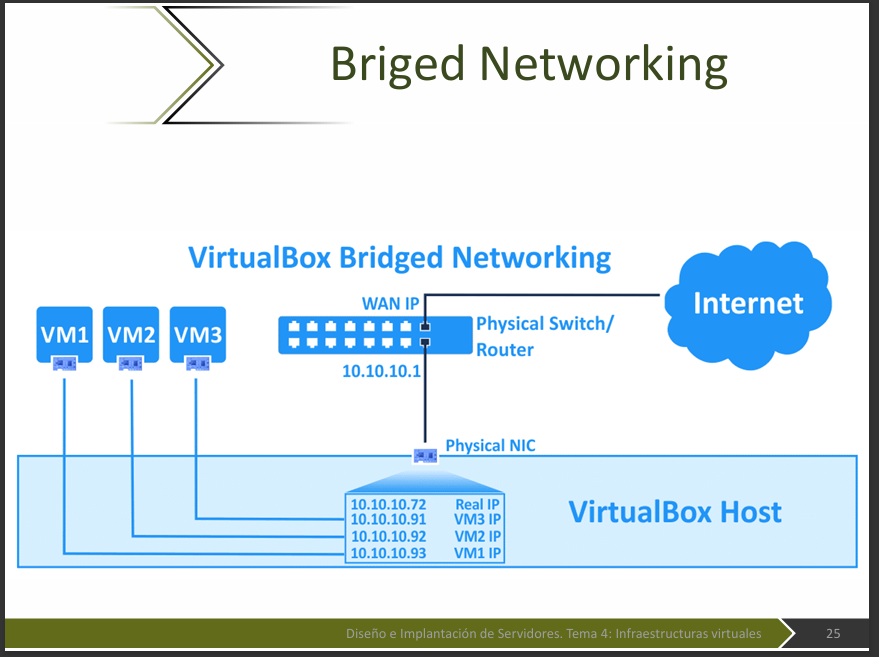 Briged Networking
VirtualBox Bridged Networking
WAN IP
Internet
VM1 VM2 VM3
Physical Switch/
Router
10.10.10.1
Physical NIC
10.10.10.72 Real IP
10.10.10.91 VM3 IP
10.10.10.92 VM2 IP
10.10.10.93 VM1 IP
VirtualBox Host
Diseño e Implantación de Servidores. Tema 4: Infraestructuras virtuales
25